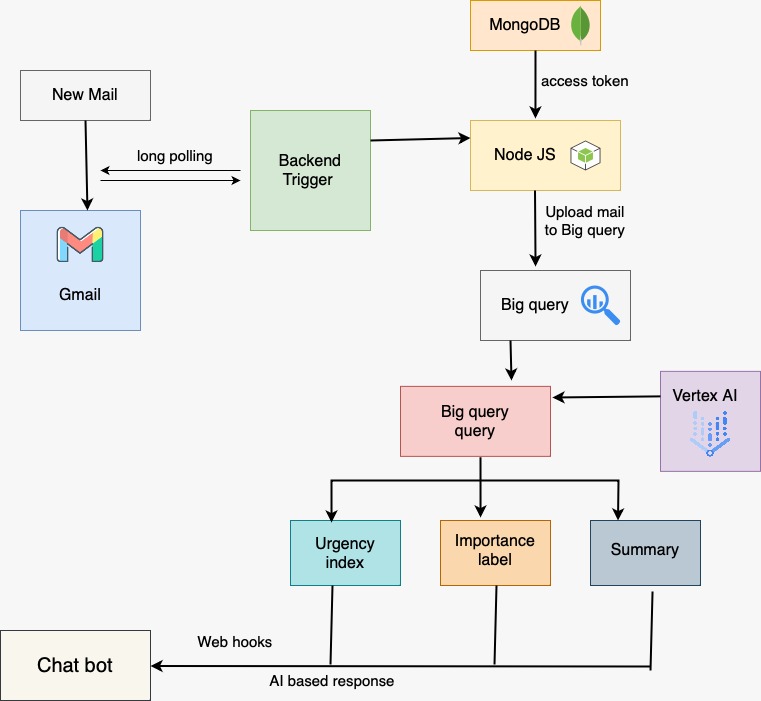 MongoDB
access token
New Mail
long polling
Backend
Trigger
Node JS
Upload mail
to Big query
Gmail
Big query
Big query
query
Vertex AI
Urgency
index
Importance
label
Summary
Web hooks
Chat bot
AI based response